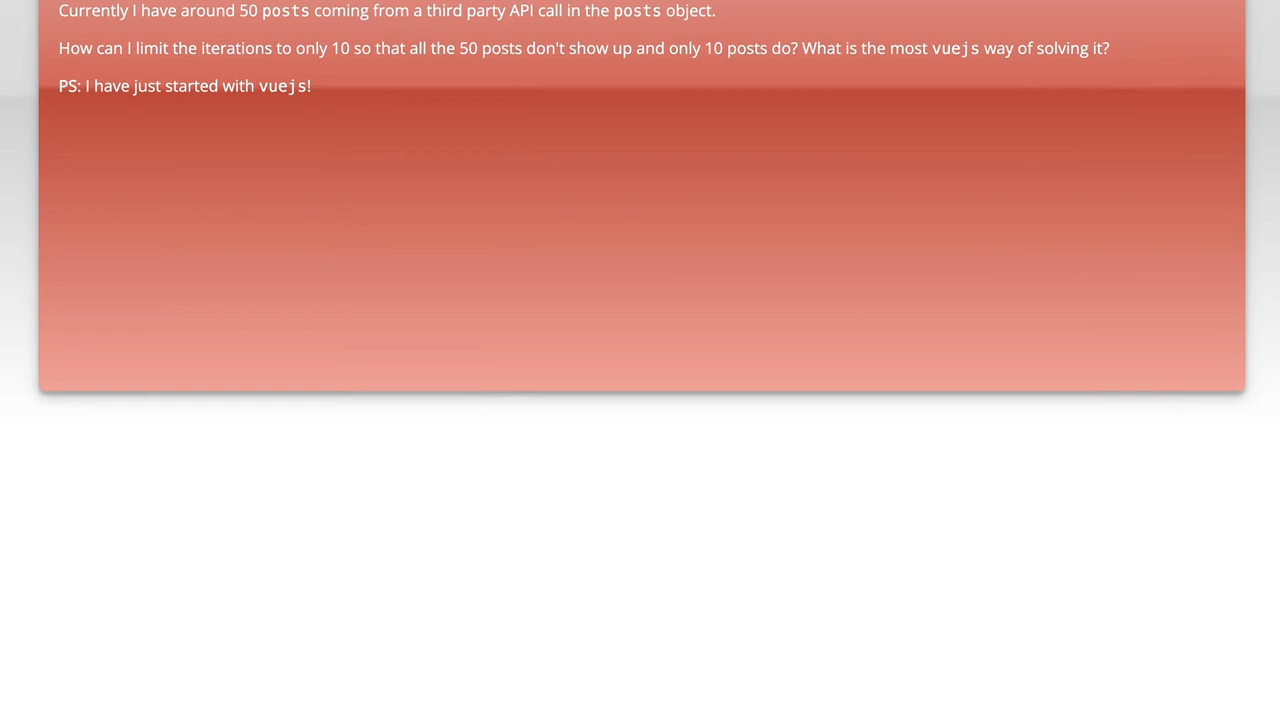 Currently I have around 50 posts coming from a third party API call in the posts object.
How can I limit the iterations to only 10 so that all the 50 posts don't show up and only 10 posts do? What is the most vuejs way of solving it?
PS: I have just started with vuejs!